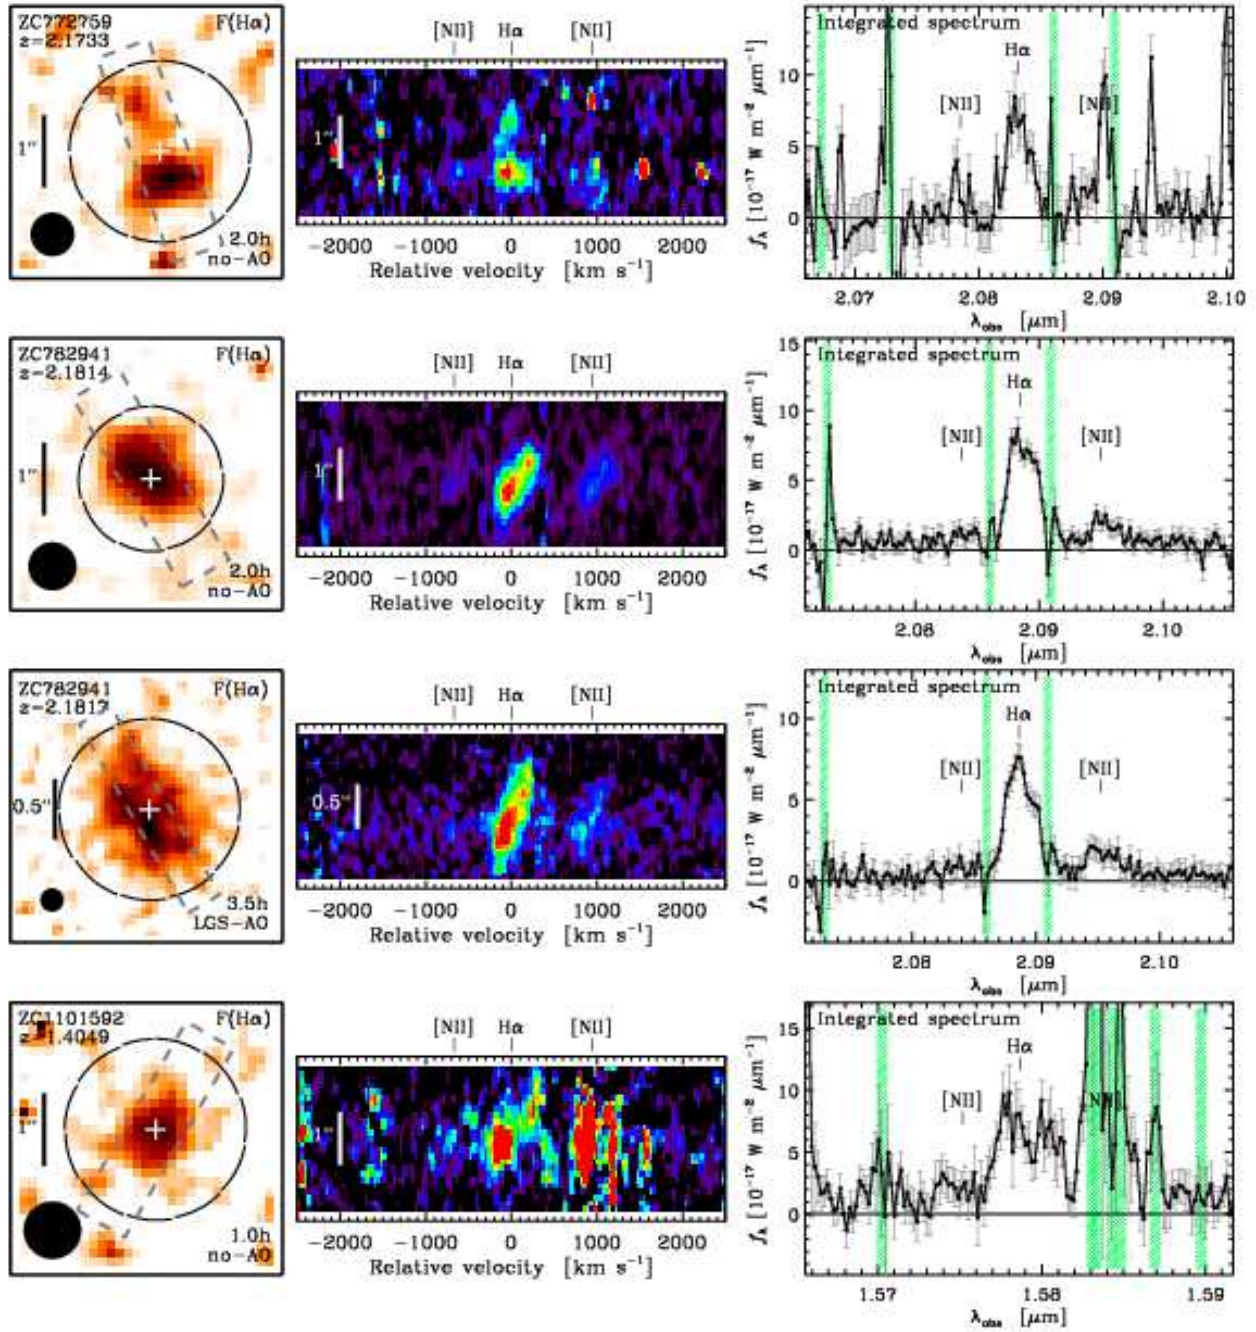 ZC772759 F(Hα)
z=2.1733
1"
2.0h
no-AO
[NII] Hα [NII]
1"
-2000 -1000 0 1000 2000
Relative velocity [km s⁻¹]
Integrated spectrum
Hα
[NII] [NII]
10
5
0
fλ [10⁻¹⁷ W m⁻² μm⁻¹]
2.07 2.08 2.09 2.10
λobs [μm]
ZC782941 F(Hα)
z=2.1814
1"
2.0h
no-AO
[NII] Hα [NII]
1"
-2000 -1000 0 1000 2000
Relative velocity [km s⁻¹]
15
Integrated spectrum
Hα
[NII] [NII]
10
5
0
fλ [10⁻¹⁷ W m⁻² μm⁻¹]
2.08 2.09 2.10
λobs [μm]
ZC782941 F(Hα)
z=2.1817
0.5"
3.5h
LGS-AO
[NII] Hα [NII]
0.5"
-2000 -1000 0 1000 2000
Relative velocity [km s⁻¹]
Integrated spectrum
Hα
[NII] [NII]
10
5
0
fλ [10⁻¹⁷ W m⁻² μm⁻¹]
2.08 2.09 2.10
λobs [μm]
ZC1101592 F(Hα)
z=1.4049
1"
1.0h
no-AO
[NII] Hα [NII]
1"
-2000 -1000 0 1000 2000
Relative velocity [km s⁻¹]
Integrated spectrum
15
Hα
[NII] [NII]
10
5
0
fλ [10⁻¹⁷ W m⁻² μm⁻¹]
1.57 1.58 1.59
λobs [μm]